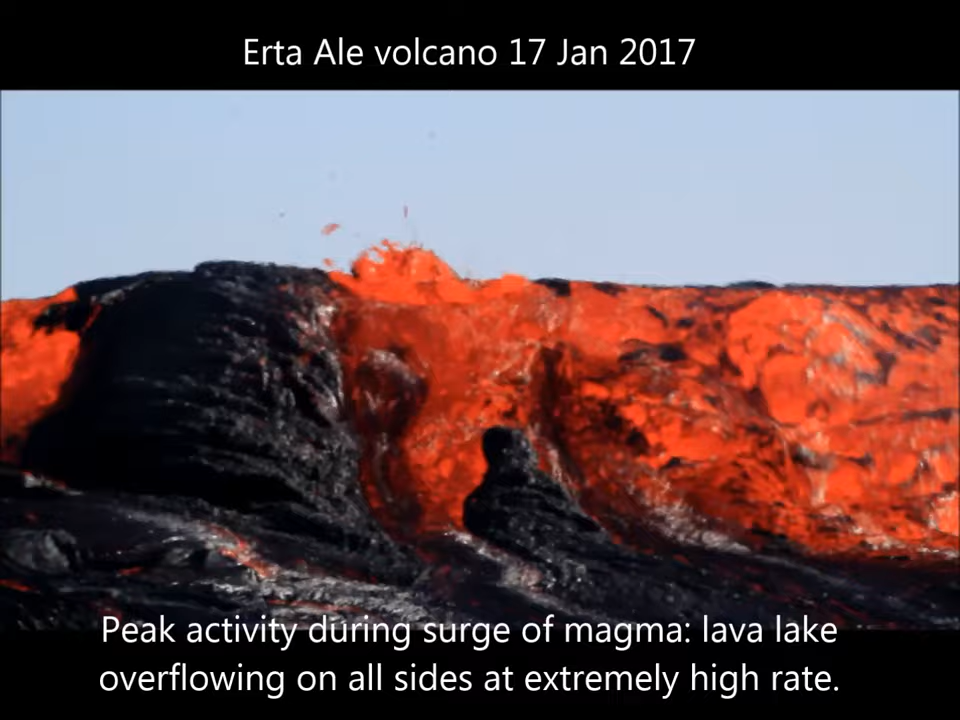 Erta Ale volcano 17 Jan 2017
Peak activity during surge of magma: lava lake
overflowing on all sides at extremely high rate.